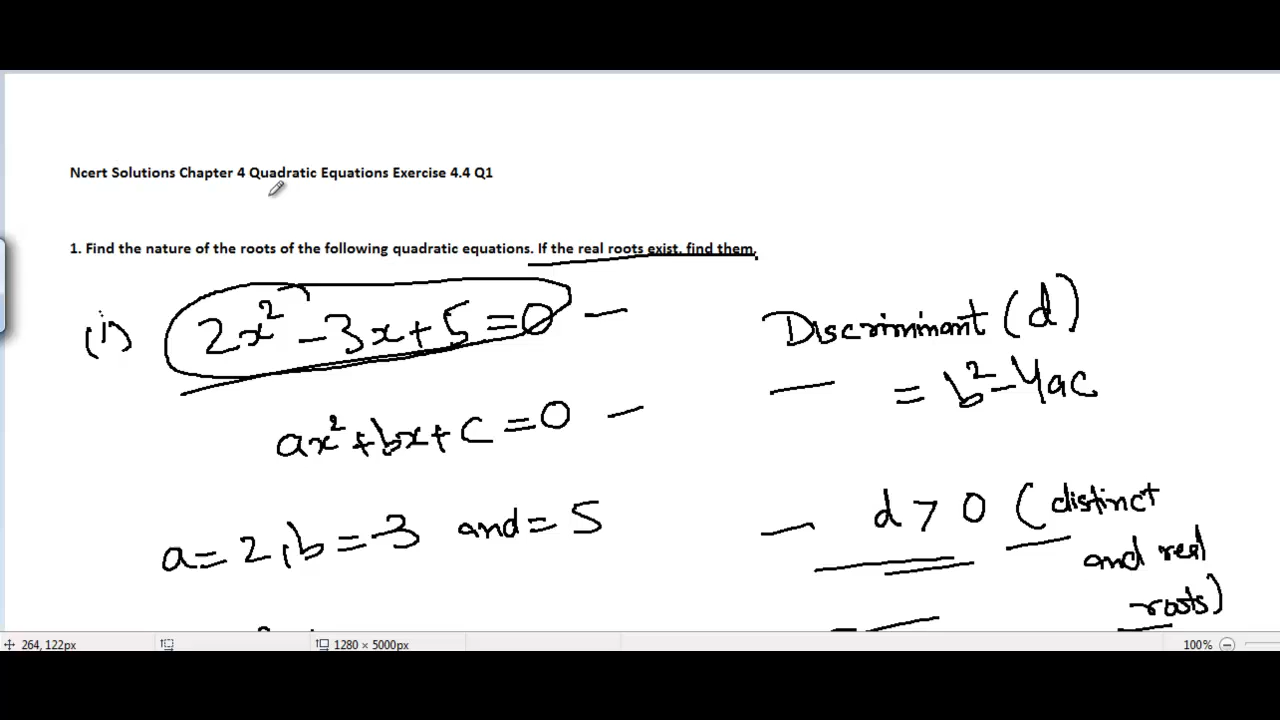 Ncert Solutions Chapter 4 Quadratic Equations Exercise 4.4 Q1
1. Find the nature of the roots of the following quadratic equations. If the real roots exist, find them.
(i) 2x² - 3x + 5 = 0 —
ax² + bx + c = 0 —
a = 2, b = -3 and = 5
Discriminant (d)
— = b² - 4ac
— d > 0 (distinct
and real
roots)
264, 122px
1280 × 5000px
100%